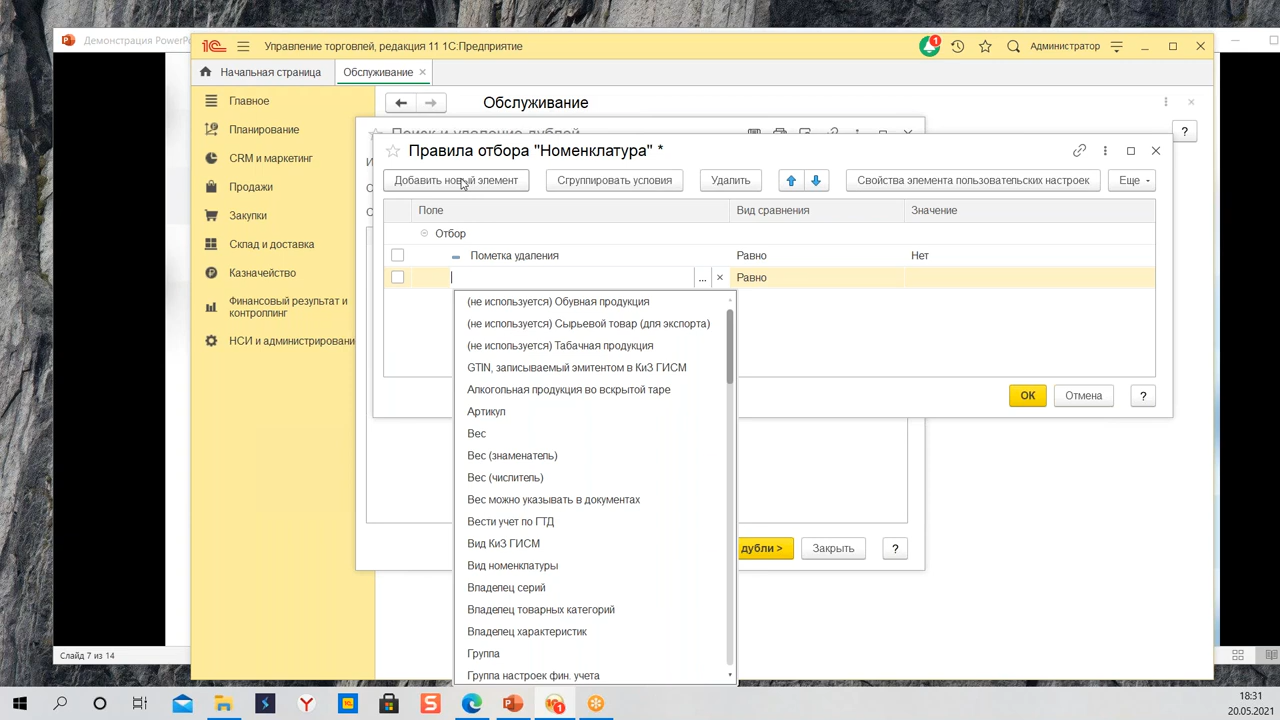 Демонстрация PowerP
1С
Управление торговлей, редакция 11 1С:Предприятие
1
Администратор
Начальная страница
Обслуживание
Главное
Планирование
CRM и маркетинг
Продажи
Закупки
Склад и доставка
Казначейство
Финансовый результат и
контроллинг
НСИ и администровани
Обслуживание
?
Поиск и удаление дублей
Правила отбора "Номенклатура" *
Добавить новый элемент
Сгруппировать условия
Удалить
Свойства элемента пользовательских настроек
Еще
Поле
Вид сравнения
Значение
Отбор
Пометка удаления
Равно
Нет
...
Равно
(не используется) Обувная продукция
(не используется) Сырьевой товар (для экспорта)
(не используется) Табачная продукция
GTIN, записываемый эмитентом в КиЗ ГИСМ
Алкогольная продукция во вскрытой таре
Артикул
Вес
Вес (знаменатель)
Вес (числитель)
Вес можно указывать в документах
Вести учет по ГТД
Вид КиЗ ГИСМ
Вид номенклатуры
Владелец серий
Владелец товарных категорий
Владелец характеристик
Группа
Группа настроек фин. учета
ОК
Отмена
?
дубли >
Закрыть
?
Слайд 7 из 14
18:31
20.05.2021